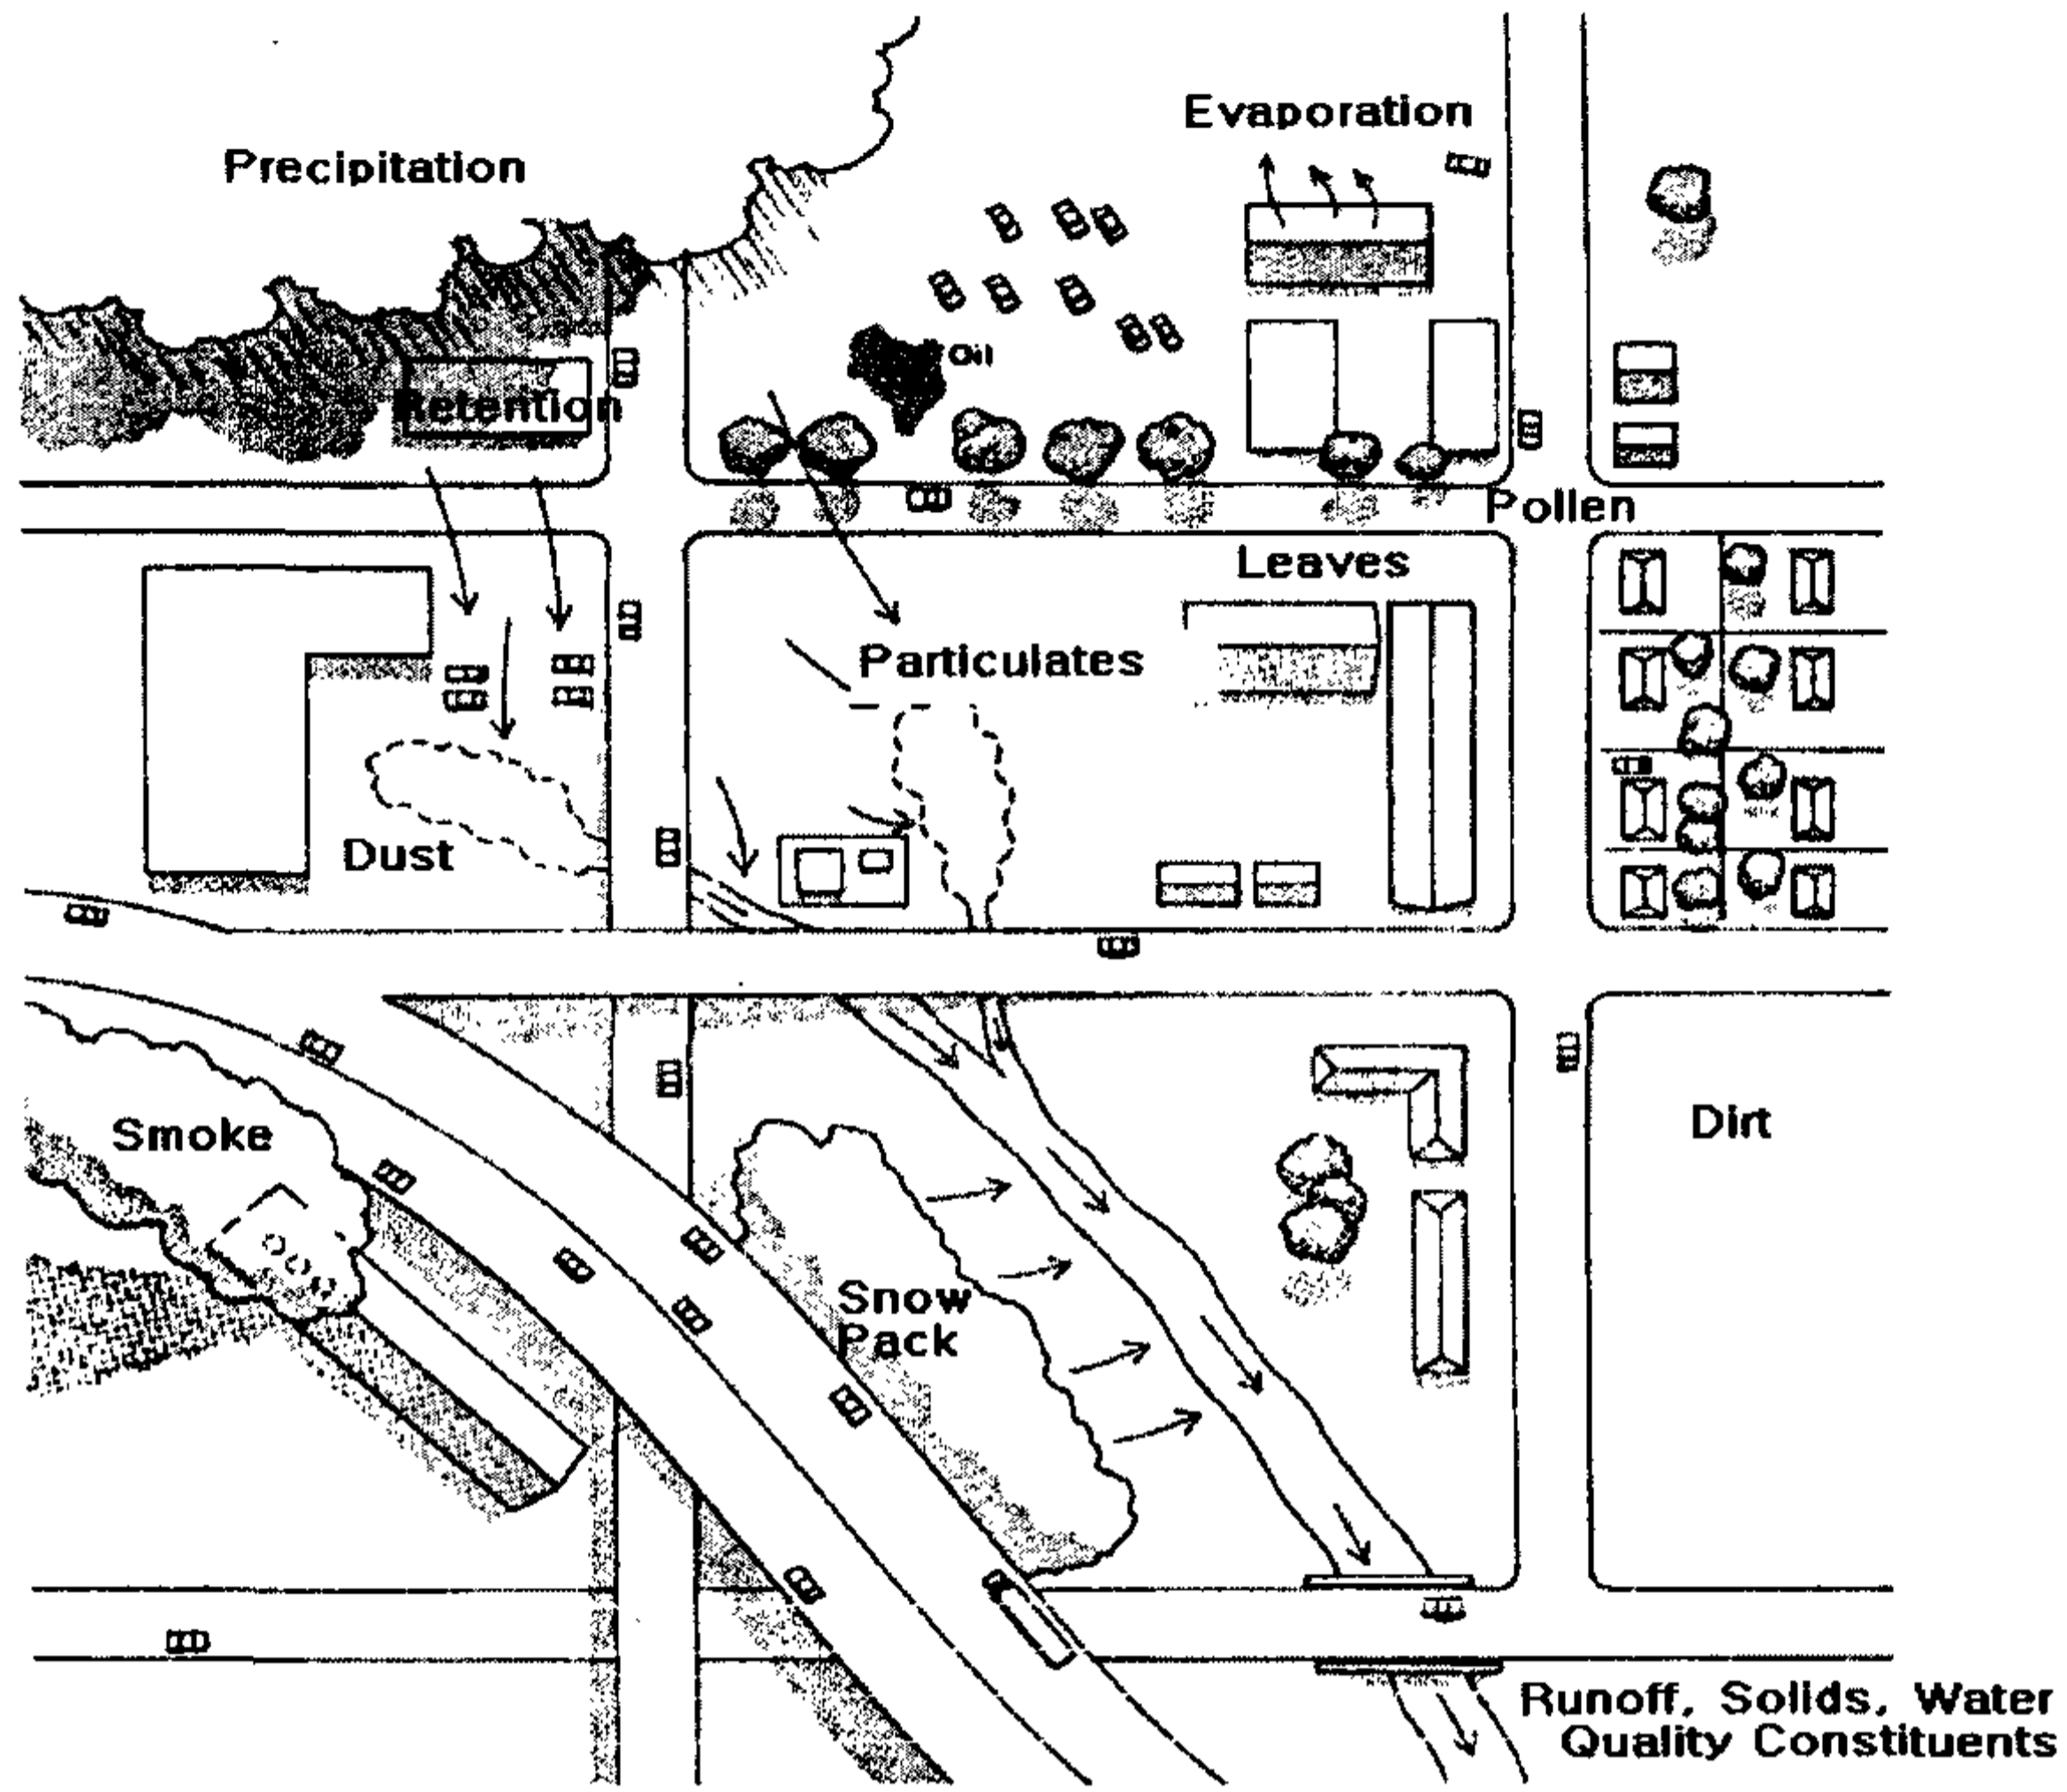 Evaporation
Precipitation
Oil
Retention
Pollen
Leaves
Particulates
Dust
Smoke
Dirt
Snow
Pack
Runoff, Solids, Water
Quality Constituents